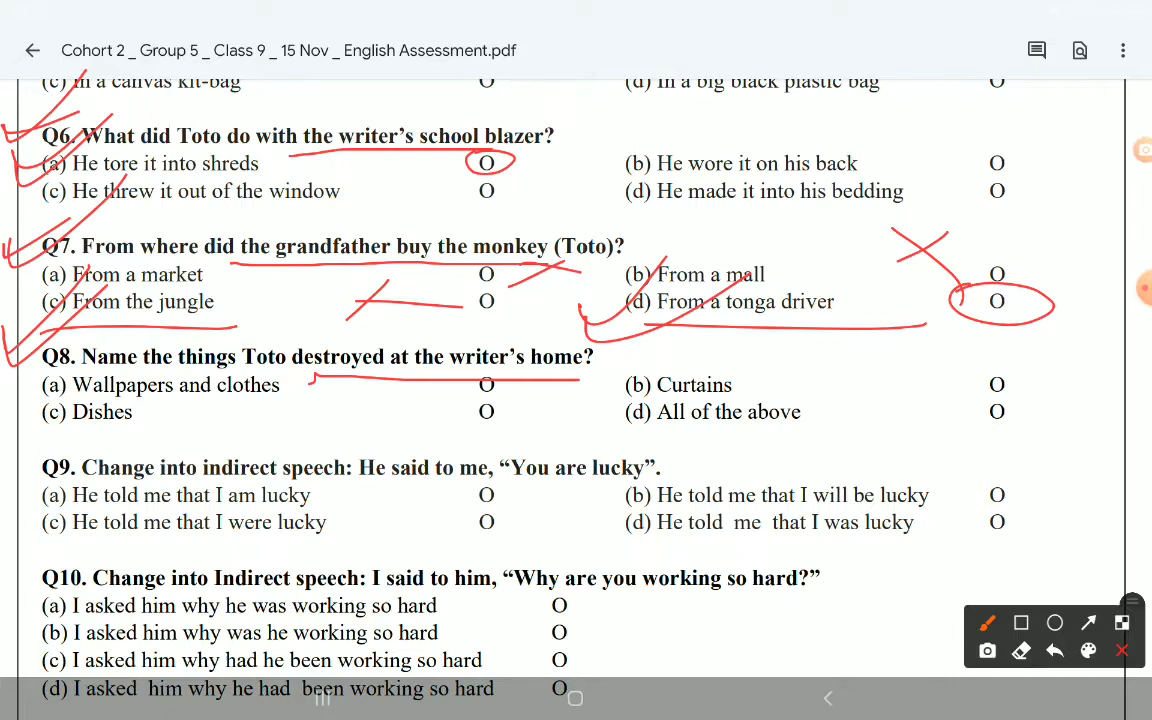 Cohort 2 _ Group 5 _ Class 9 _ 15 Nov _ English Assessment.pdf
(c) In a canvas kit-bag O (d) In a big black plastic bag O
Q6. What did Toto do with the writer's school blazer?
(a) He tore it into shreds O (b) He wore it on his back O
(c) He threw it out of the window O (d) He made it into his bedding O
Q7. From where did the grandfather buy the monkey (Toto)?
(a) From a market O (b) From a mall O
(c) From the jungle O (d) From a tonga driver O
Q8. Name the things Toto destroyed at the writer's home?
(a) Wallpapers and clothes O (b) Curtains O
(c) Dishes O (d) All of the above O
Q9. Change into indirect speech: He said to me, “You are lucky”.
(a) He told me that I am lucky O (b) He told me that I will be lucky O
(c) He told me that I were lucky O (d) He told me that I was lucky O
Q10. Change into Indirect speech: I said to him, “Why are you working so hard?”
(a) I asked him why he was working so hard O
(b) I asked him why was he working so hard O
(c) I asked him why had he been working so hard O
(d) I asked him why he had been working so hard O